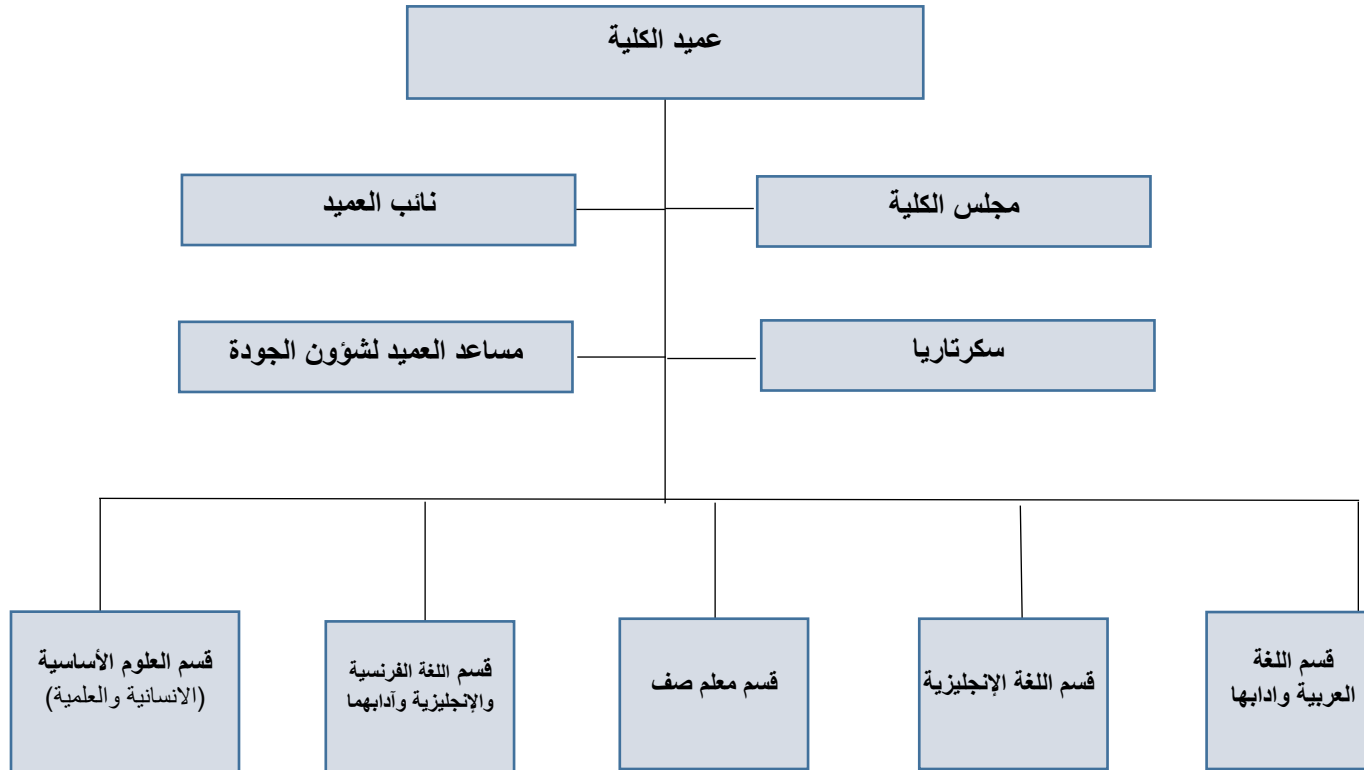 عميد الكلية
مجلس الكلية
نائب العميد
سكرتاريا
مساعد العميد لشؤون الجودة
قسم اللغة
العربية وادابها
قسم اللغة الإنجليزية
قسم معلم صف
قسم اللغة الفرنسية
والإنجليزية وآدابهما
قسم العلوم الأساسية
(الانسانية والعلمية)